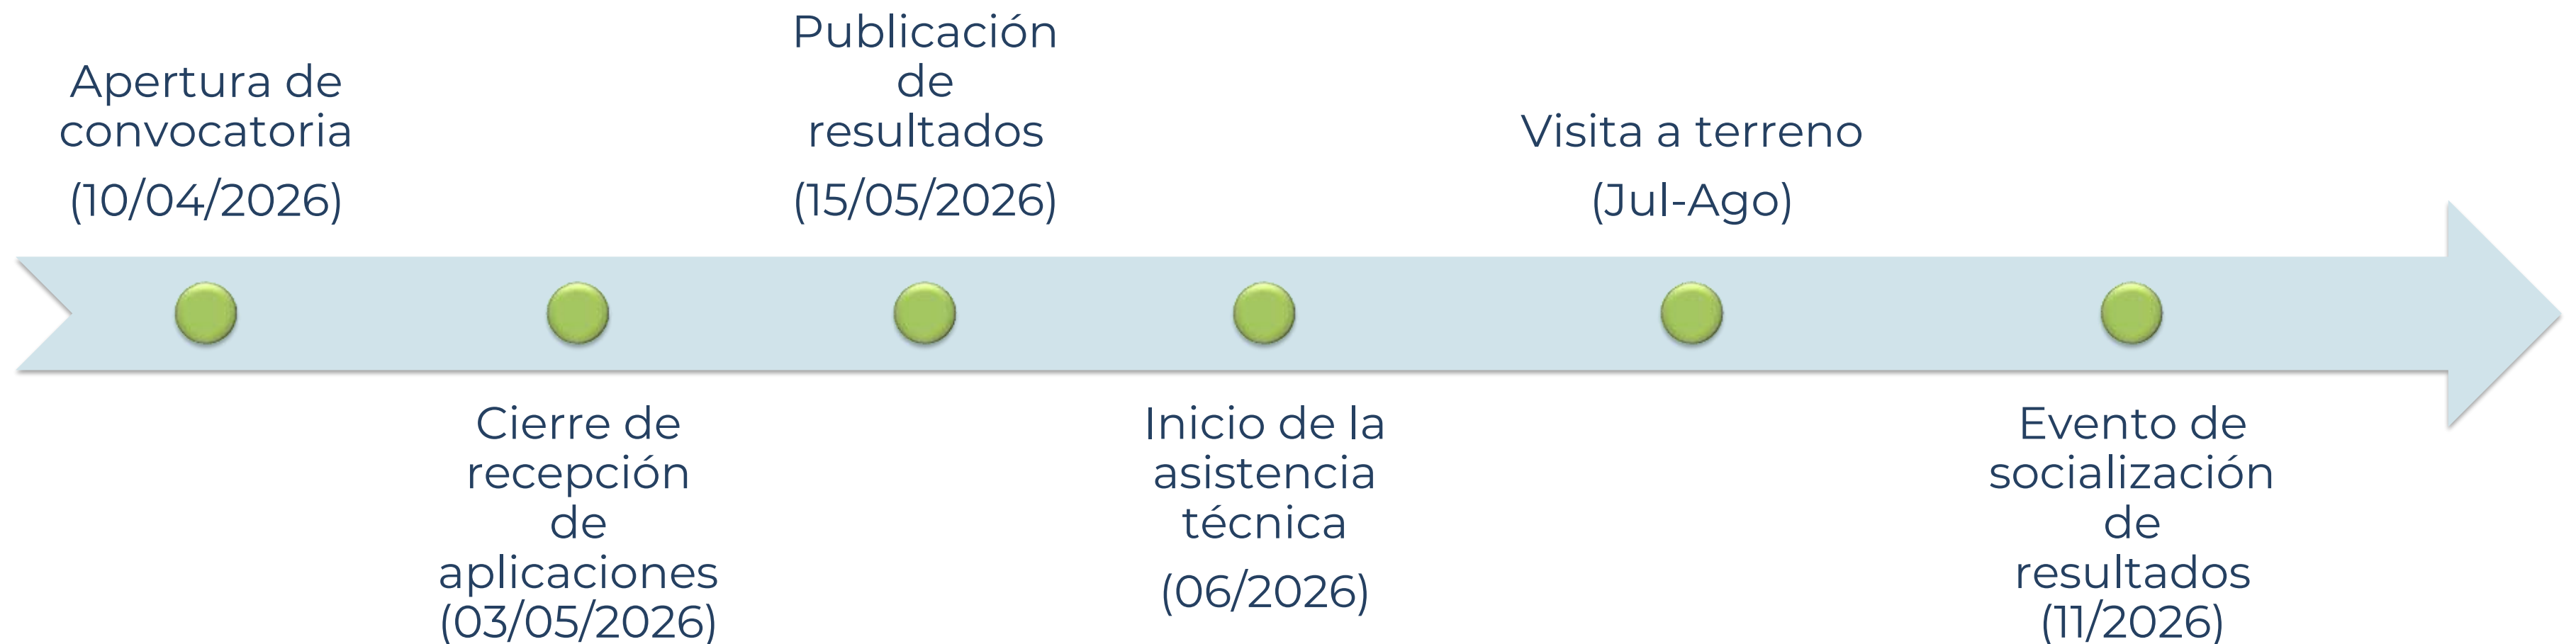 Apertura de
convocatoria
(10/04/2026)
Cierre de
recepción
de
aplicaciones
(03/05/2026)
Publicación
de
resultados
(15/05/2026)
Inicio de la
asistencia
técnica
(06/2026)
Visita a terreno
(Jul-Ago)
Evento de
socialización
de
resultados
(11/2026)